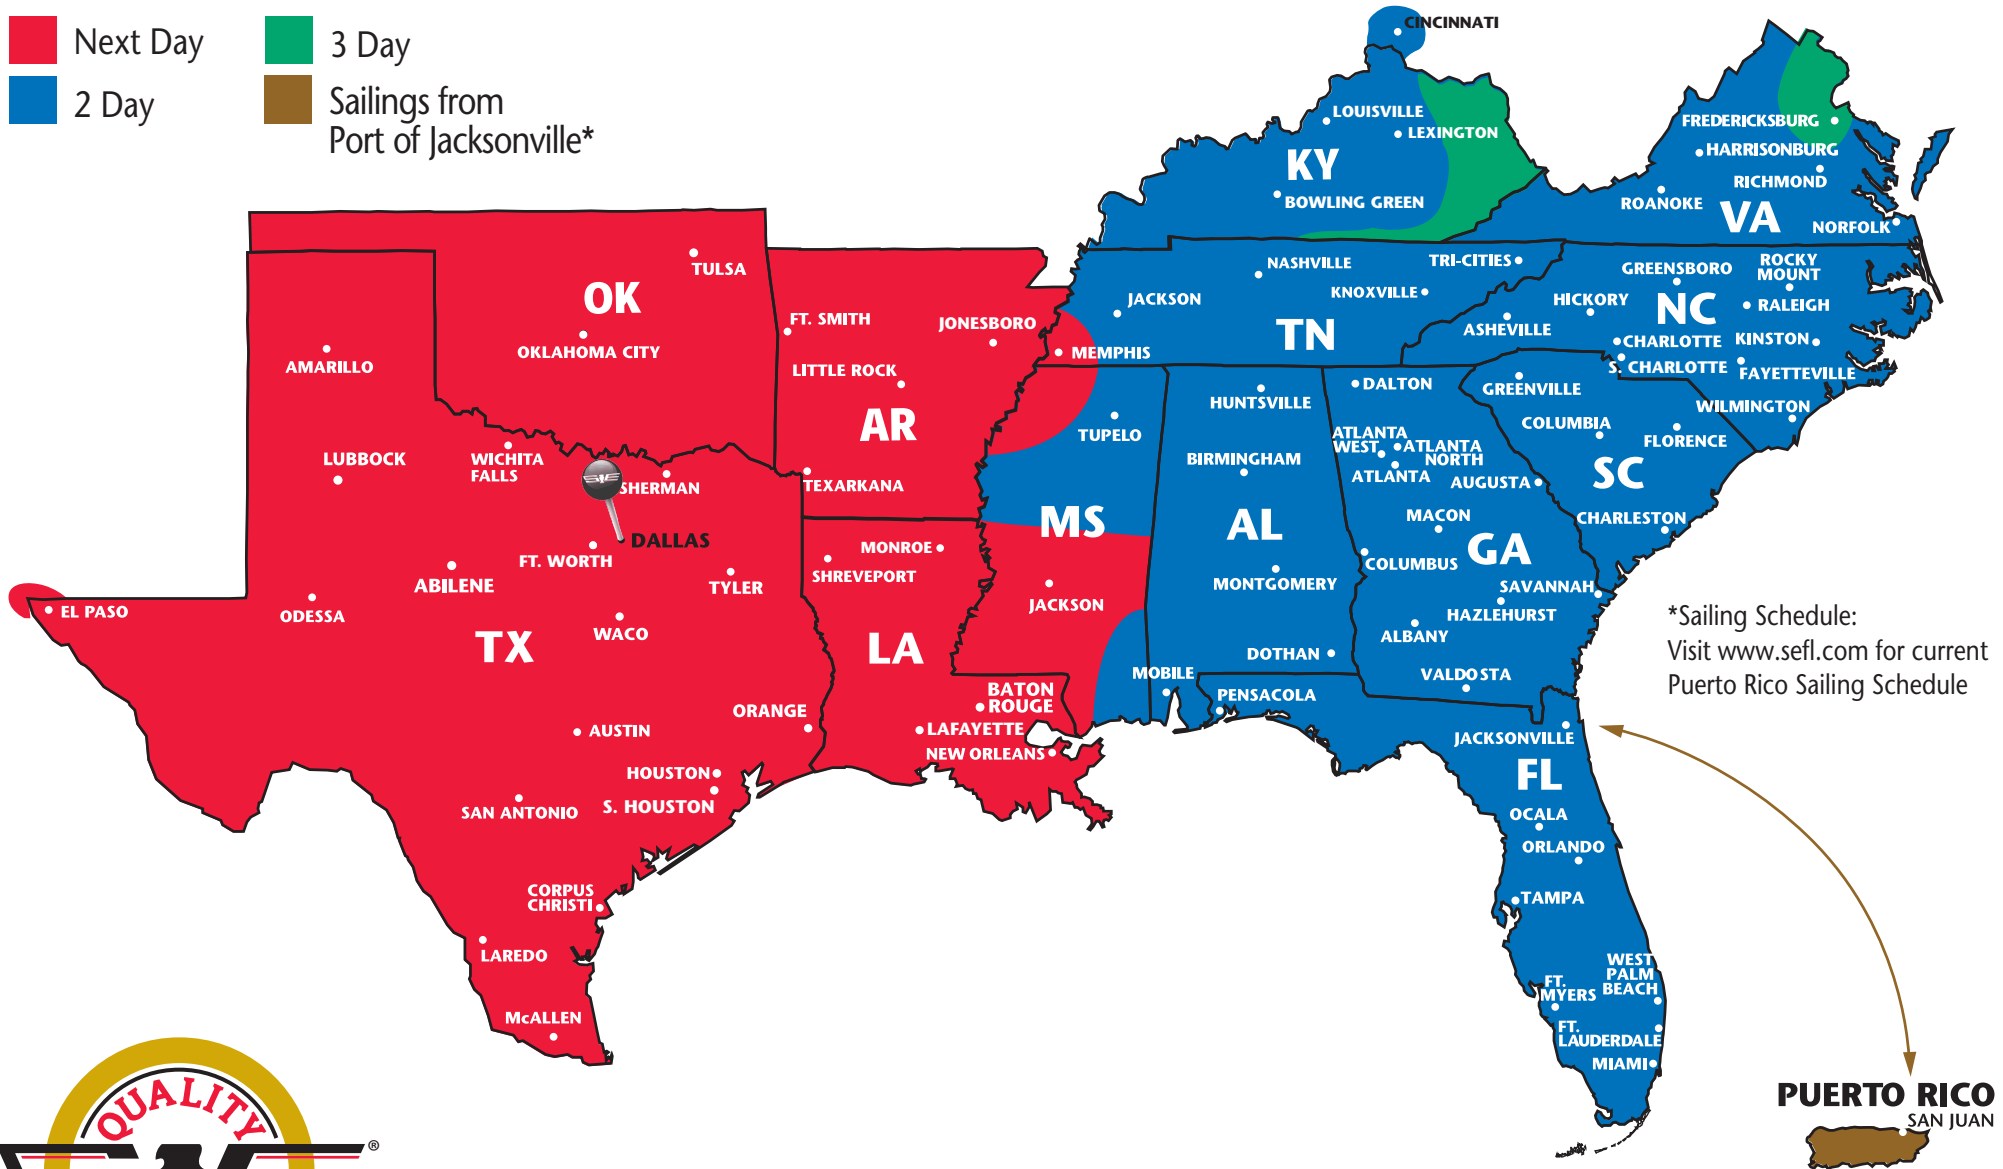 Next Day
3 Day
2 Day
Sailings from
Port of Jacksonville*
CINCINNATI
LOUISVILLE
LEXINGTON
KY
BOWLING GREEN
FREDERICKSBURG
HARRISONBURG
RICHMOND
ROANOKE
VA
NORFOLK
TULSA
OK
OKLAHOMA CITY
AMARILLO
FT. SMITH
JONESBORO
LITTLE ROCK
AR
TEXARKANA
NASHVILLE
TRI-CITIES
KNOXVILLE
JACKSON
TN
MEMPHIS
GREENSBORO
ROCKY
MOUNT
HICKORY
NC
RALEIGH
ASHEVILLE
CHARLOTTE
KINSTON
S. CHARLOTTE
FAYETTEVILLE
WILMINGTON
GREENVILLE
COLUMBIA
FLORENCE
SC
CHARLESTON
DALTON
ATLANTA
WEST
ATLANTA
NORTH
ATLANTA
AUGUSTA
MACON
GA
COLUMBUS
SAVANNAH
HAZLEHURST
ALBANY
VALDOSTA
HUNTSVILLE
BIRMINGHAM
AL
MONTGOMERY
DOTHAN
MOBILE
TUPELO
MS
JACKSON
LUBBOCK
WICHITA
FALLS
SHERMAN
DALLAS
FT. WORTH
ABILENE
TYLER
EL PASO
ODESSA
WACO
TX
AUSTIN
ORANGE
HOUSTON
S. HOUSTON
SAN ANTONIO
CORPUS
CHRISTI
LAREDO
McALLEN
MONROE
SHREVEPORT
LA
BATON
ROUGE
LAFAYETTE
NEW ORLEANS
PENSACOLA
JACKSONVILLE
FL
OCALA
ORLANDO
TAMPA
WEST
PALM
BEACH
FT.
MYERS
FT.
LAUDERDALE
MIAMI
*Sailing Schedule:
Visit www.sefl.com for current
Puerto Rico Sailing Schedule
PUERTO RICO
SAN JUAN
QUALITY
®